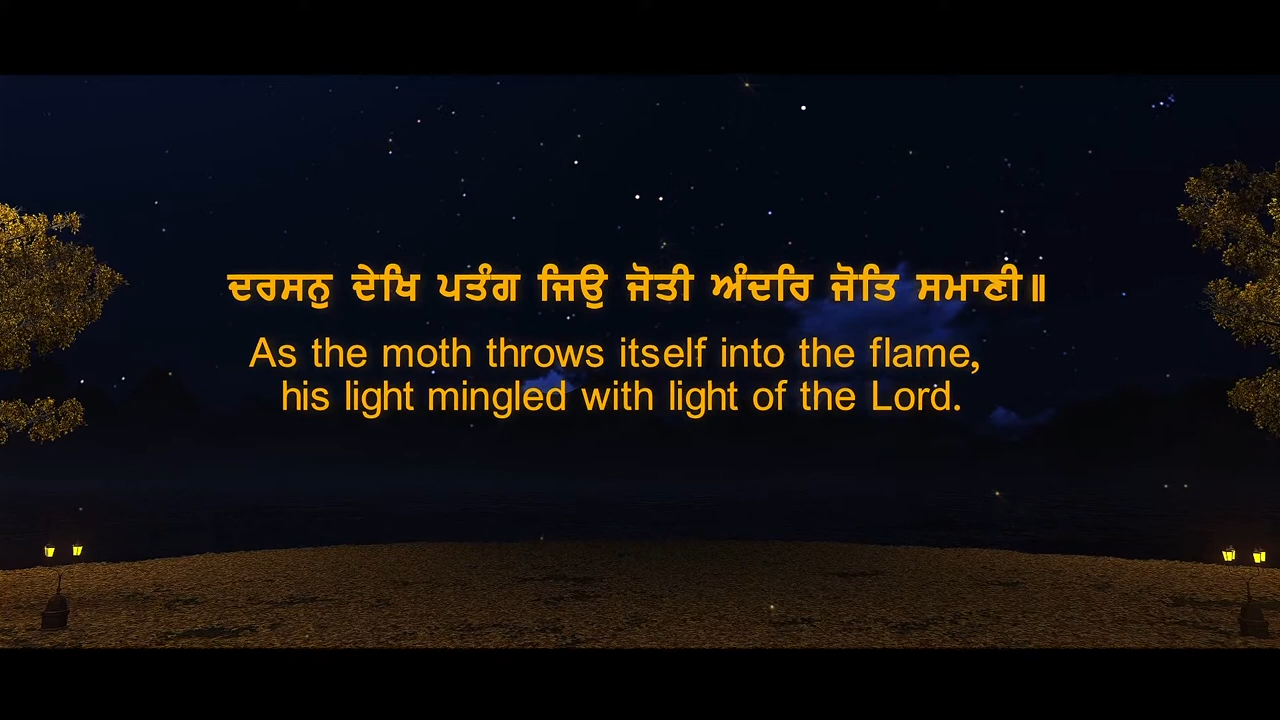 ਦਰਸਨੁ ਦੇਖਿ ਪਤੰਗ ਜਿਉ ਜੋਤੀ ਅੰਦਰਿ ਜੋਤਿ ਸਮਾਣੀ॥
As the moth throws itself into the flame,
his light mingled with light of the Lord.